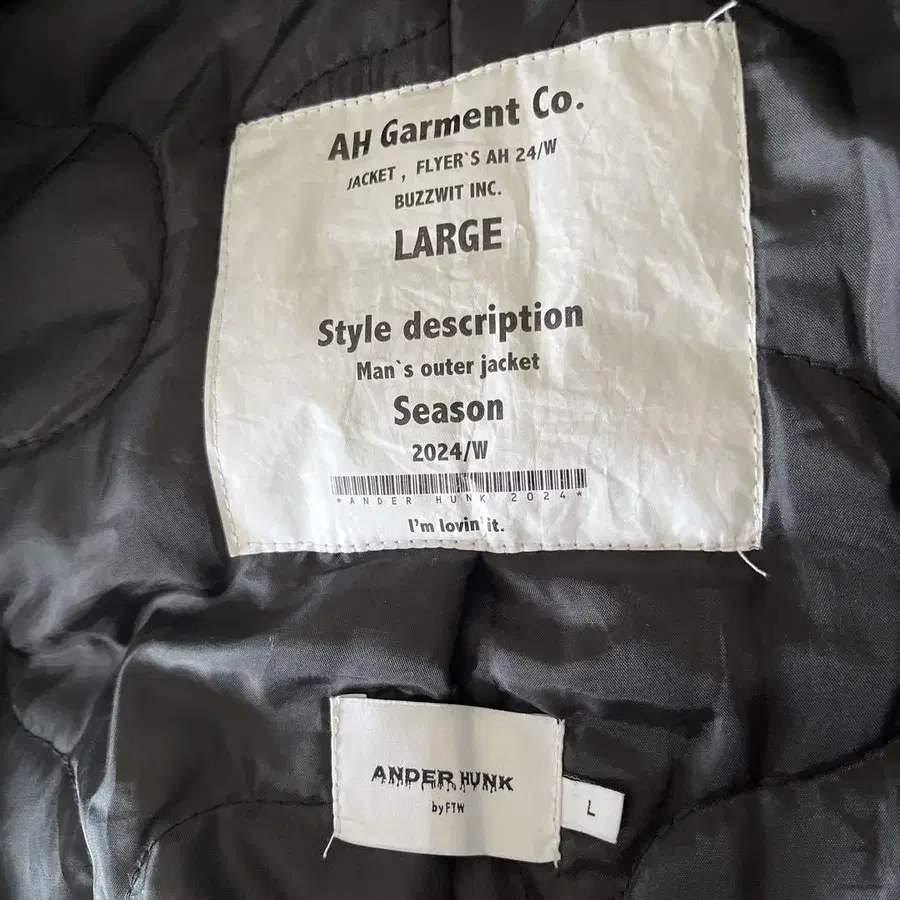 AH Garment Co.
JACKET , FLYER`S AH 24/W
BUZZWIT INC.
LARGE
Style description
Man`s outer jacket
Season
2024/W
*ANDER HUNK 2024*
I'm lovin' it.
ANDER HUNK
by FTW
L